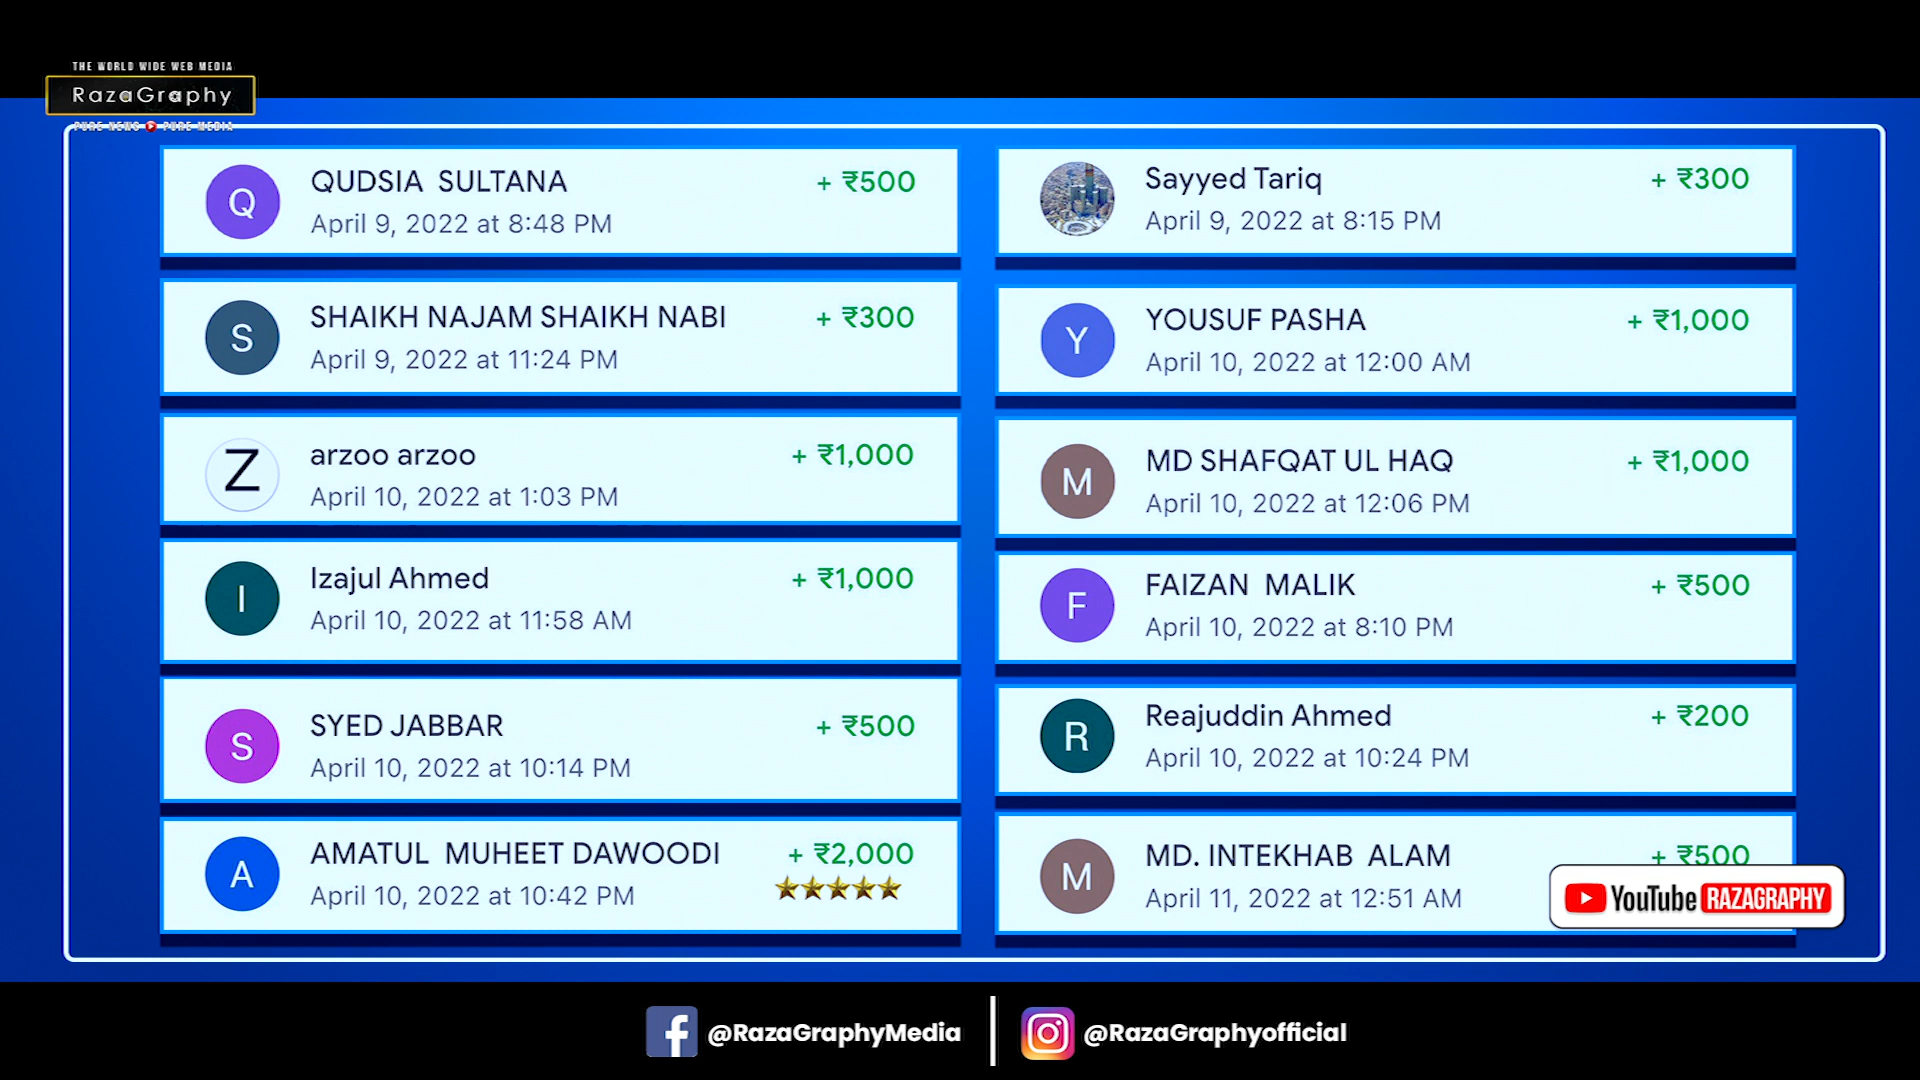 THE WORLD WIDE WEB MEDIA
RazaGraphy
PURE NEWS PURE MEDIA
Q
QUDSIA SULTANA
+ ₹500
April 9, 2022 at 8:48 PM
Sayyed Tariq
+ ₹300
April 9, 2022 at 8:15 PM
S
SHAIKH NAJAM SHAIKH NABI
+ ₹300
April 9, 2022 at 11:24 PM
Y
YOUSUF PASHA
+ ₹1,000
April 10, 2022 at 12:00 AM
Z
arzoo arzoo
+ ₹1,000
April 10, 2022 at 1:03 PM
M
MD SHAFQAT UL HAQ
+ ₹1,000
April 10, 2022 at 12:06 PM
I
Izajul Ahmed
+ ₹1,000
April 10, 2022 at 11:58 AM
F
FAIZAN MALIK
+ ₹500
April 10, 2022 at 8:10 PM
S
SYED JABBAR
+ ₹500
April 10, 2022 at 10:14 PM
R
Reajuddin Ahmed
+ ₹200
April 10, 2022 at 10:24 PM
A
AMATUL MUHEET DAWOODI
+ ₹2,000
April 10, 2022 at 10:42 PM
M
MD. INTEKHAB ALAM
+ ₹500
April 11, 2022 at 12:51 AM
YouTube RAZAGRAPHY
@RazaGraphyMedia
@RazaGraphyofficial